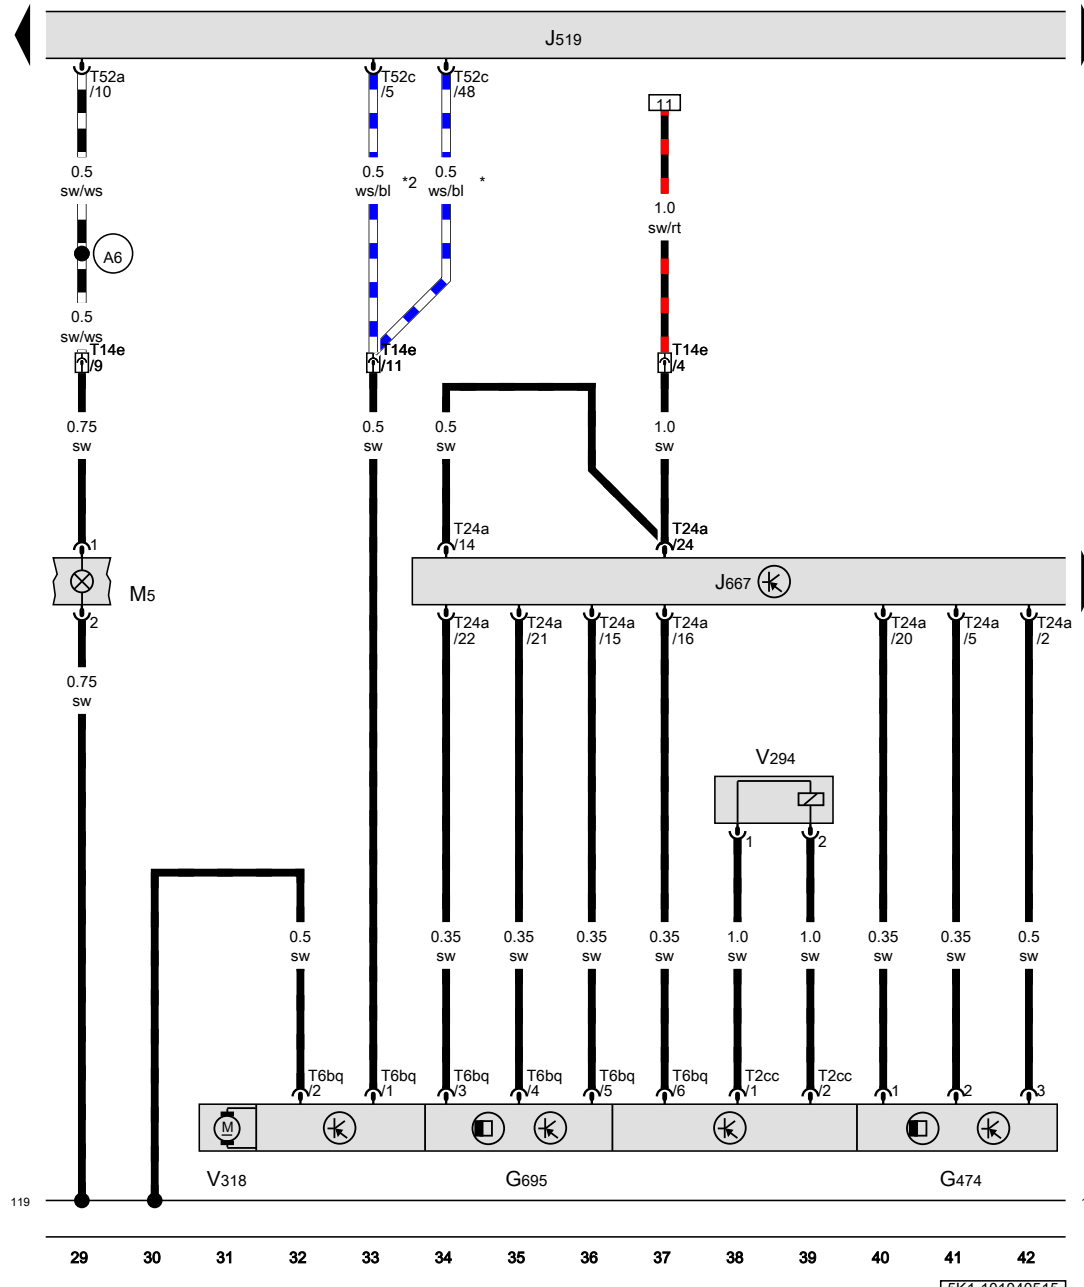 J519
T52a
/10
T52c
/5
T52c
/48
11
0.5
sw/ws
0.5
ws/bl
*2
0.5
ws/bl
*
1.0
sw/rt
A6
0.5
sw/ws
T14e
/9
T14e
/11
T14e
/4
0.75
sw
0.5
sw
0.5
sw
1.0
sw
T24a
/14
T24a
/24
1
J667
M5
2
T24a
/22
T24a
/21
T24a
/15
T24a
/16
T24a
/20
T24a
/5
T24a
/2
0.75
sw
V294
1
2
0.5
sw
0.35
sw
0.35
sw
0.35
sw
0.35
sw
1.0
sw
1.0
sw
0.35
sw
0.35
sw
0.5
sw
T6bq
/2
T6bq
/1
T6bq
/3
T6bq
/4
T6bq
/5
T6bq
/6
T2cc
/1
T2cc
/2
1
2
3
M
V318
G695
G474
119
29 30 31 32 33 34 35 36 37 38 39 40 41 42